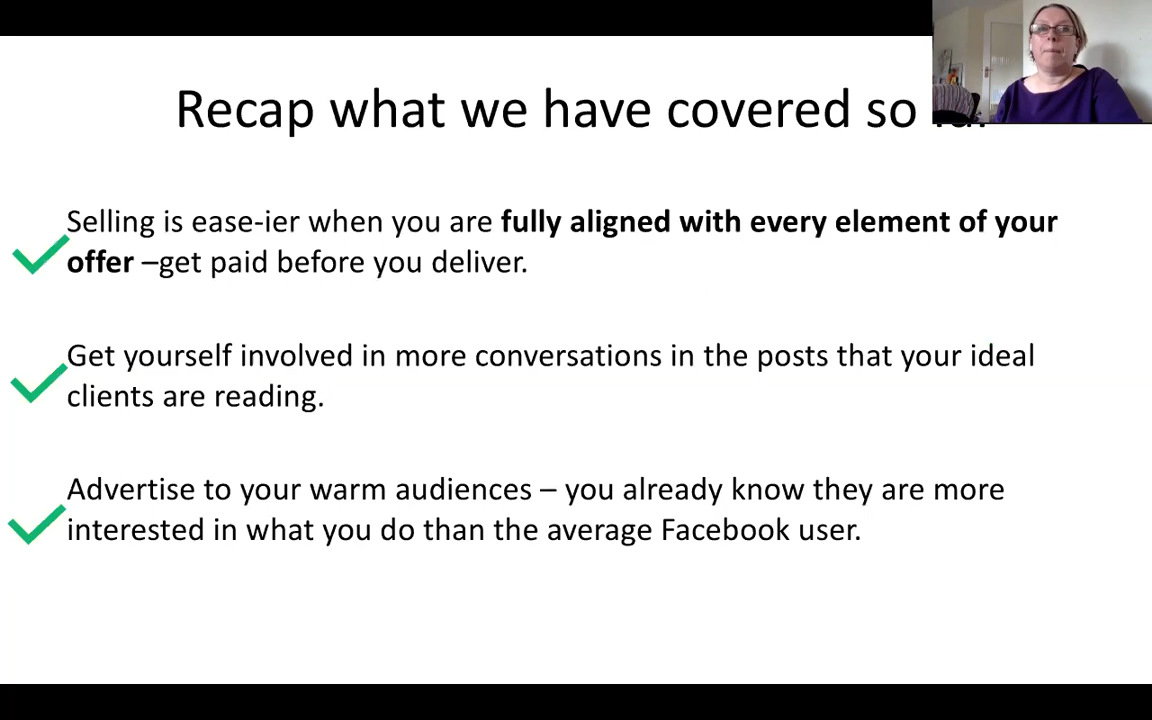 Recap what we have covered so
Selling is ease-ier when you are fully aligned with every element of your
offer –get paid before you deliver.
Get yourself involved in more conversations in the posts that your ideal
clients are reading.
Advertise to your warm audiences – you already know they are more
interested in what you do than the average Facebook user.